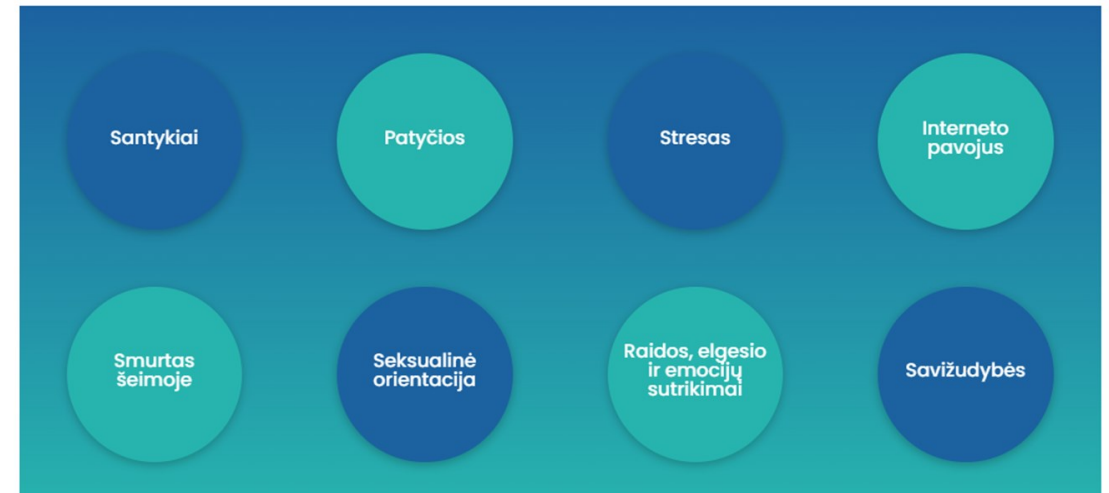 Santykiai
Patyčios
Stresas
Interneto
pavojus
Smurtas
šeimoje
Seksualinė
orientacija
Raidos, elgesio
ir emocijų
sutrikimai
Savižudybės